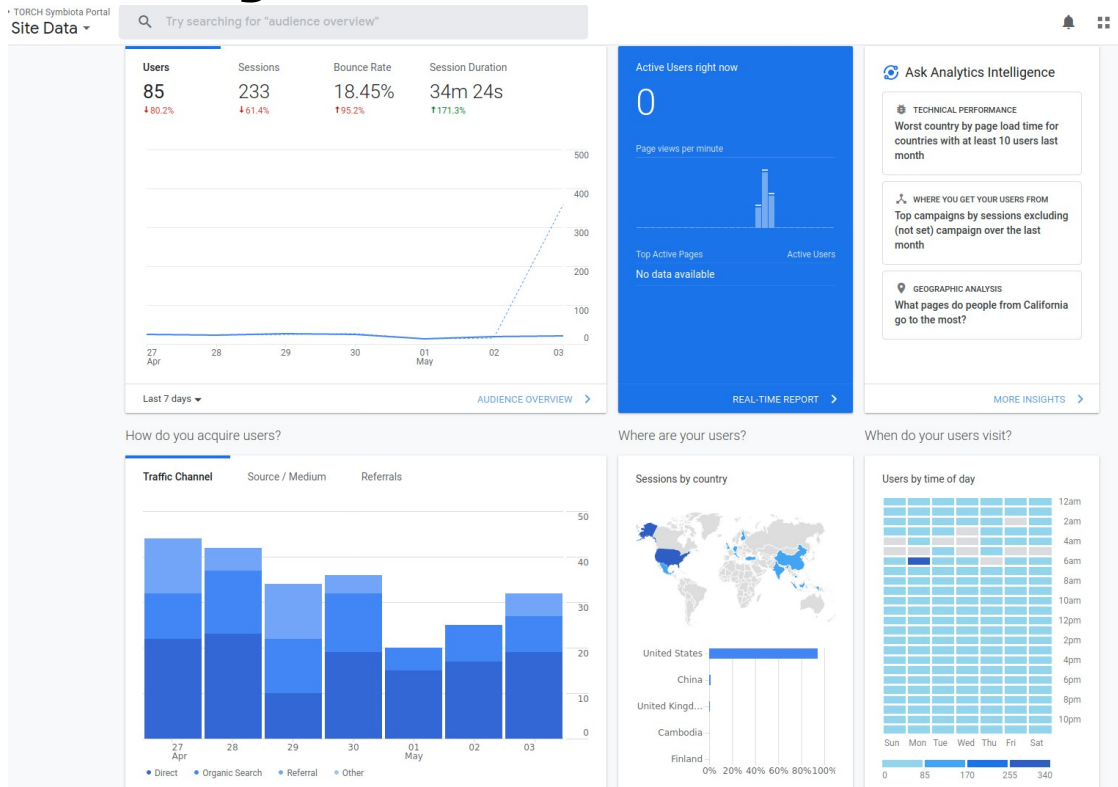 TORCH Symbiota Portal
Site Data
Try searching for "audience overview"
Users
85
80.2%
Sessions
233
61.4%
Bounce Rate
18.45%
95.2%
Session Duration
34m 24s
171.3%
500
400
300
200
100
0
27 28 29 30 01 02 03
Apr May
Last 7 days
AUDIENCE OVERVIEW
Active Users right now
0
Page views per minute
Top Active Pages Active Users
No data available
REAL-TIME REPORT
Ask Analytics Intelligence
TECHNICAL PERFORMANCE
Worst country by page load time for
countries with at least 10 users last
month
WHERE YOU GET YOUR USERS FROM
Top campaigns by sessions excluding
(not set) campaign over the last
month
GEOGRAPHIC ANALYSIS
What pages do people from California
go to the most?
MORE INSIGHTS
How do you acquire users?
Traffic Channel Source / Medium Referrals
50
40
30
20
10
0
27 28 29 30 01 02 03
Apr May
Direct Organic Search Referral Other
Where are your users?
Sessions by country
United States
China
United Kingd...
Cambodia
Finland
0% 20% 40% 60% 80% 100%
When do your users visit?
Users by time of day
12am
2am
4am
6am
8am
10am
12pm
2pm
4pm
6pm
8pm
10pm
Sun Mon Tue Wed Thu Fri Sat
0 85 170 255 340